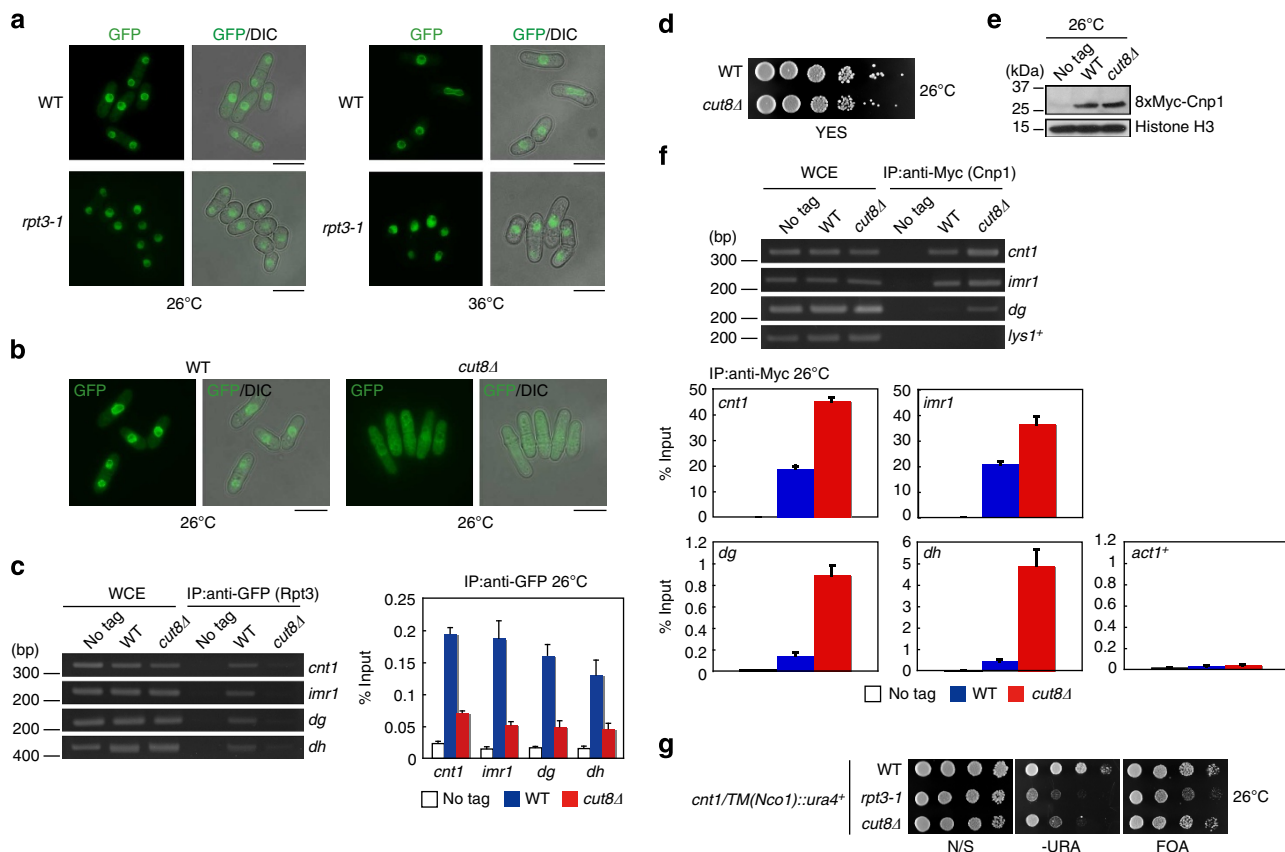 a
GFP
GFP/DIC
GFP
GFP/DIC
WT
WT
rpt3-1
rpt3-1
26°C
36°C
b
WT
cut8Δ
GFP
GFP/DIC
GFP
GFP/DIC
26°C
26°C
c
WCE
IP:anti-GFP (Rpt3)
No tag
WT
cut8Δ
No tag
WT
cut8Δ
(bp)
300
cnt1
200
imr1
200
dg
400
dh
IP:anti-GFP 26°C
% Input
0.25
0.2
0.15
0.1
0.05
0
cnt1 imr1 dg dh
No tag WT cut8Δ
d
WT
cut8Δ
26°C
YES
e
26°C
No tag
WT
cut8Δ
(kDa)
37
25
8xMyc-Cnp1
15
Histone H3
f
WCE
IP:anti-Myc (Cnp1)
No tag
WT
cut8Δ
No tag
WT
cut8Δ
(bp)
300
cnt1
200
imr1
200
dg
200
lys1+
IP:anti-Myc 26°C
% Input
50
40
30
20
10
0
cnt1
50
40
30
20
10
0
imr1
% Input
1.2
1
0.8
0.6
0.4
0.2
0
dg
6
5
4
3
2
1
0
dh
1.2
1
0.8
0.6
0.4
0.2
0
act1+
No tag WT cut8Δ
g
cnt1/TM(Nco1)::ura4+
WT
rpt3-1
cut8Δ
26°C
N/S
-URA
FOA